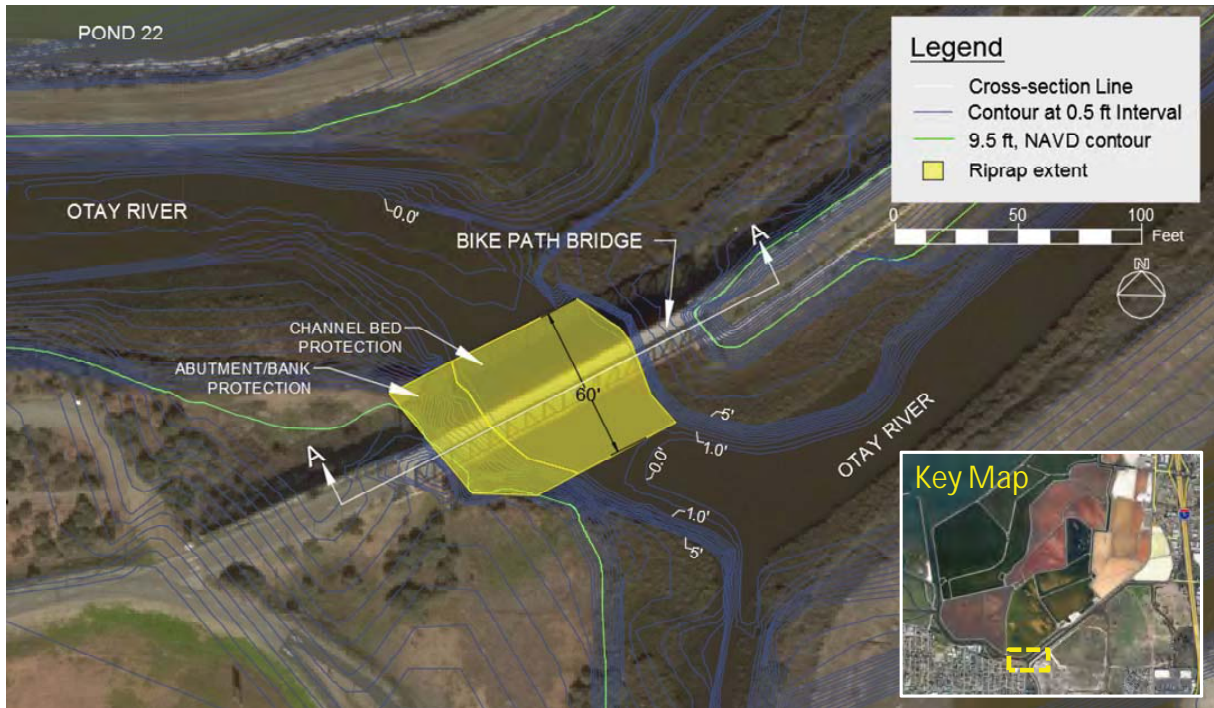 POND 22
Legend
Cross-section Line
Contour at 0.5 ft Interval
9.5 ft, NAVD contour
Riprap extent
0 50 100
Feet
N
OTAY RIVER
0.0'
BIKE PATH BRIDGE
A
CHANNEL BED
PROTECTION
ABUTMENT/BANK
PROTECTION
60'
5'
1.0'
OTAY RIVER
0.0'
A
1.0'
5'
Key Map
5